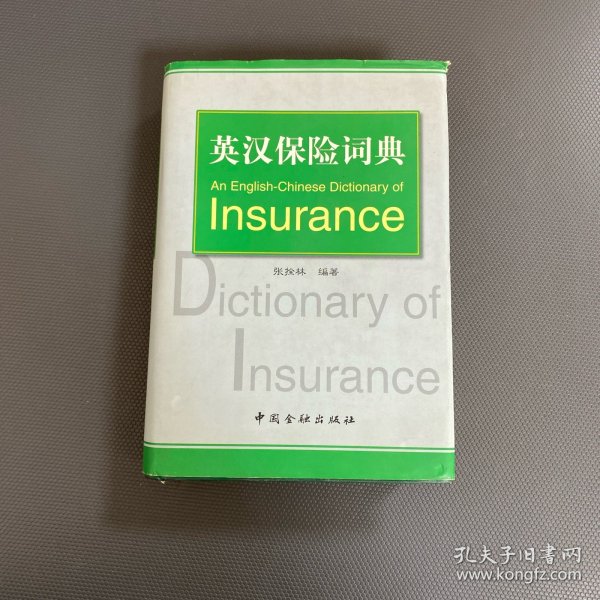 英汉保险词典
An English-Chinese Dictionary of
Insurance
张拴林 编著
Dictionary of
Insurance
中国金融出版社
孔夫子旧书网
www.kongfz.com